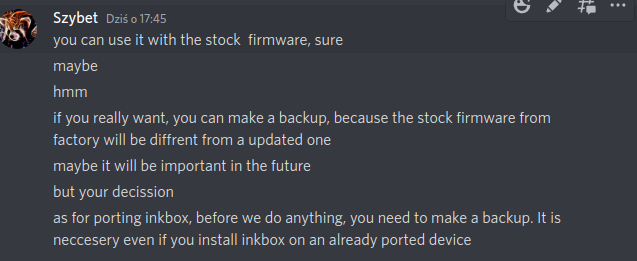 Szybet Dziś o 17:45
you can use it with the stock  firmware, sure
maybe
hmm
if you really want, you can make a backup, because the stock firmware from
factory will be diffrent from a updated one
maybe it will be important in the future
but your decission
as for porting inkbox, before we do anything, you need to make a backup. It is
neccesery even if you install inkbox on an already ported device